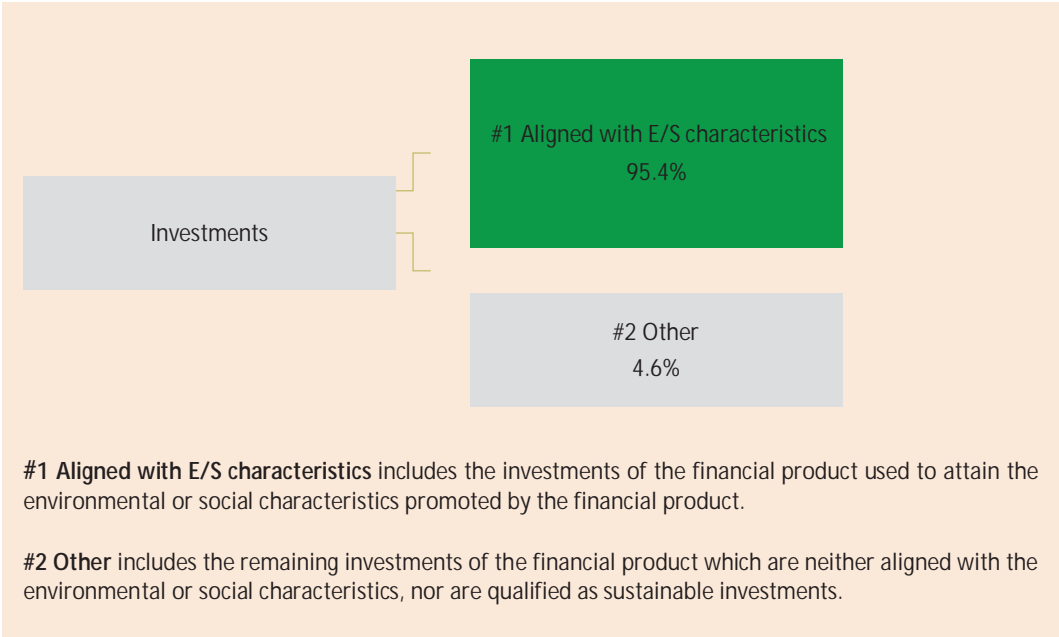 #1 Aligned with E/S characteristics
95.4%
Investments
#2 Other
4.6%
#1 Aligned with E/S characteristics includes the investments of the financial product used to attain the
environmental or social characteristics promoted by the financial product.
#2 Other includes the remaining investments of the financial product which are neither aligned with the
environmental or social characteristics, nor are qualified as sustainable investments.